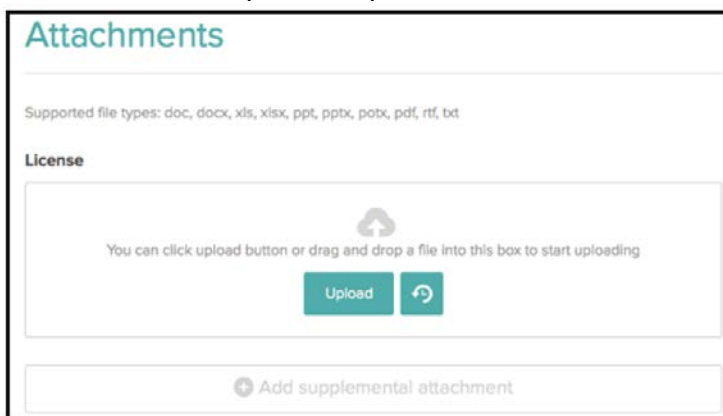 Attachments
Supported file types: doc, docx, xls, xlsx, ppt, pptx, potx, pdf, rtf, txt
License
You can click upload button or drag and drop a file into this box to start uploading
Upload
Add supplemental attachment